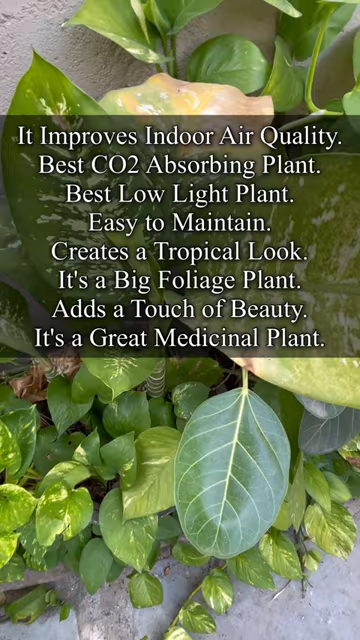 It Improves Indoor Air Quality.
Best CO2 Absorbing Plant.
Best Low Light Plant.
Easy to Maintain.
Creates a Tropical Look.
It's a Big Foliage Plant.
Adds a Touch of Beauty.
It's a Great Medicinal Plant.